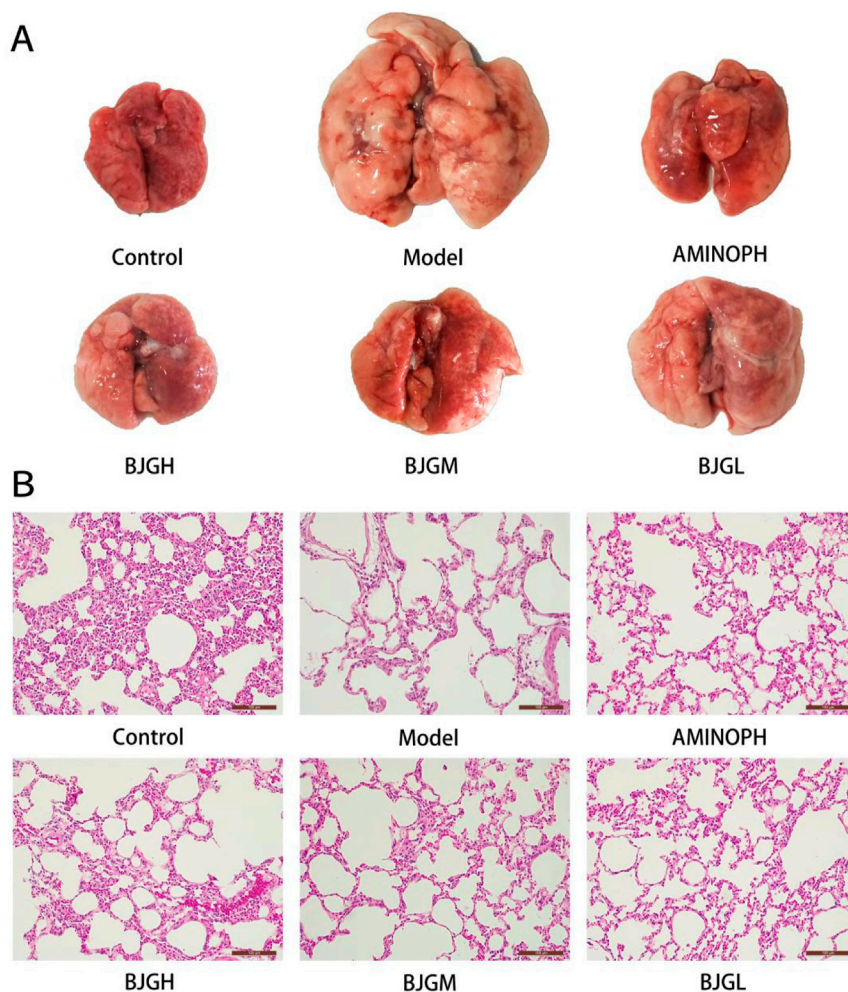 A
Control
Model
AMINOPH
BJGH
BJGM
BJGL
B
Control
Model
AMINOPH
BJGH
BJGM
BJGL